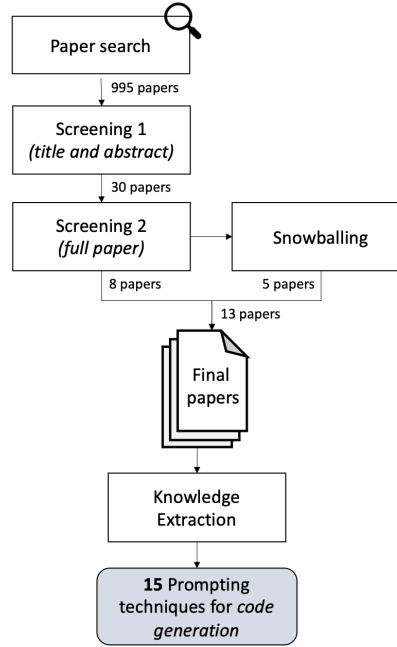 Paper search
995 papers
Screening 1
(title and abstract)
30 papers
Screening 2
(full paper)
Snowballing
8 papers
5 papers
13 papers
Final
papers
Knowledge
Extraction
15 Prompting
techniques for code
generation